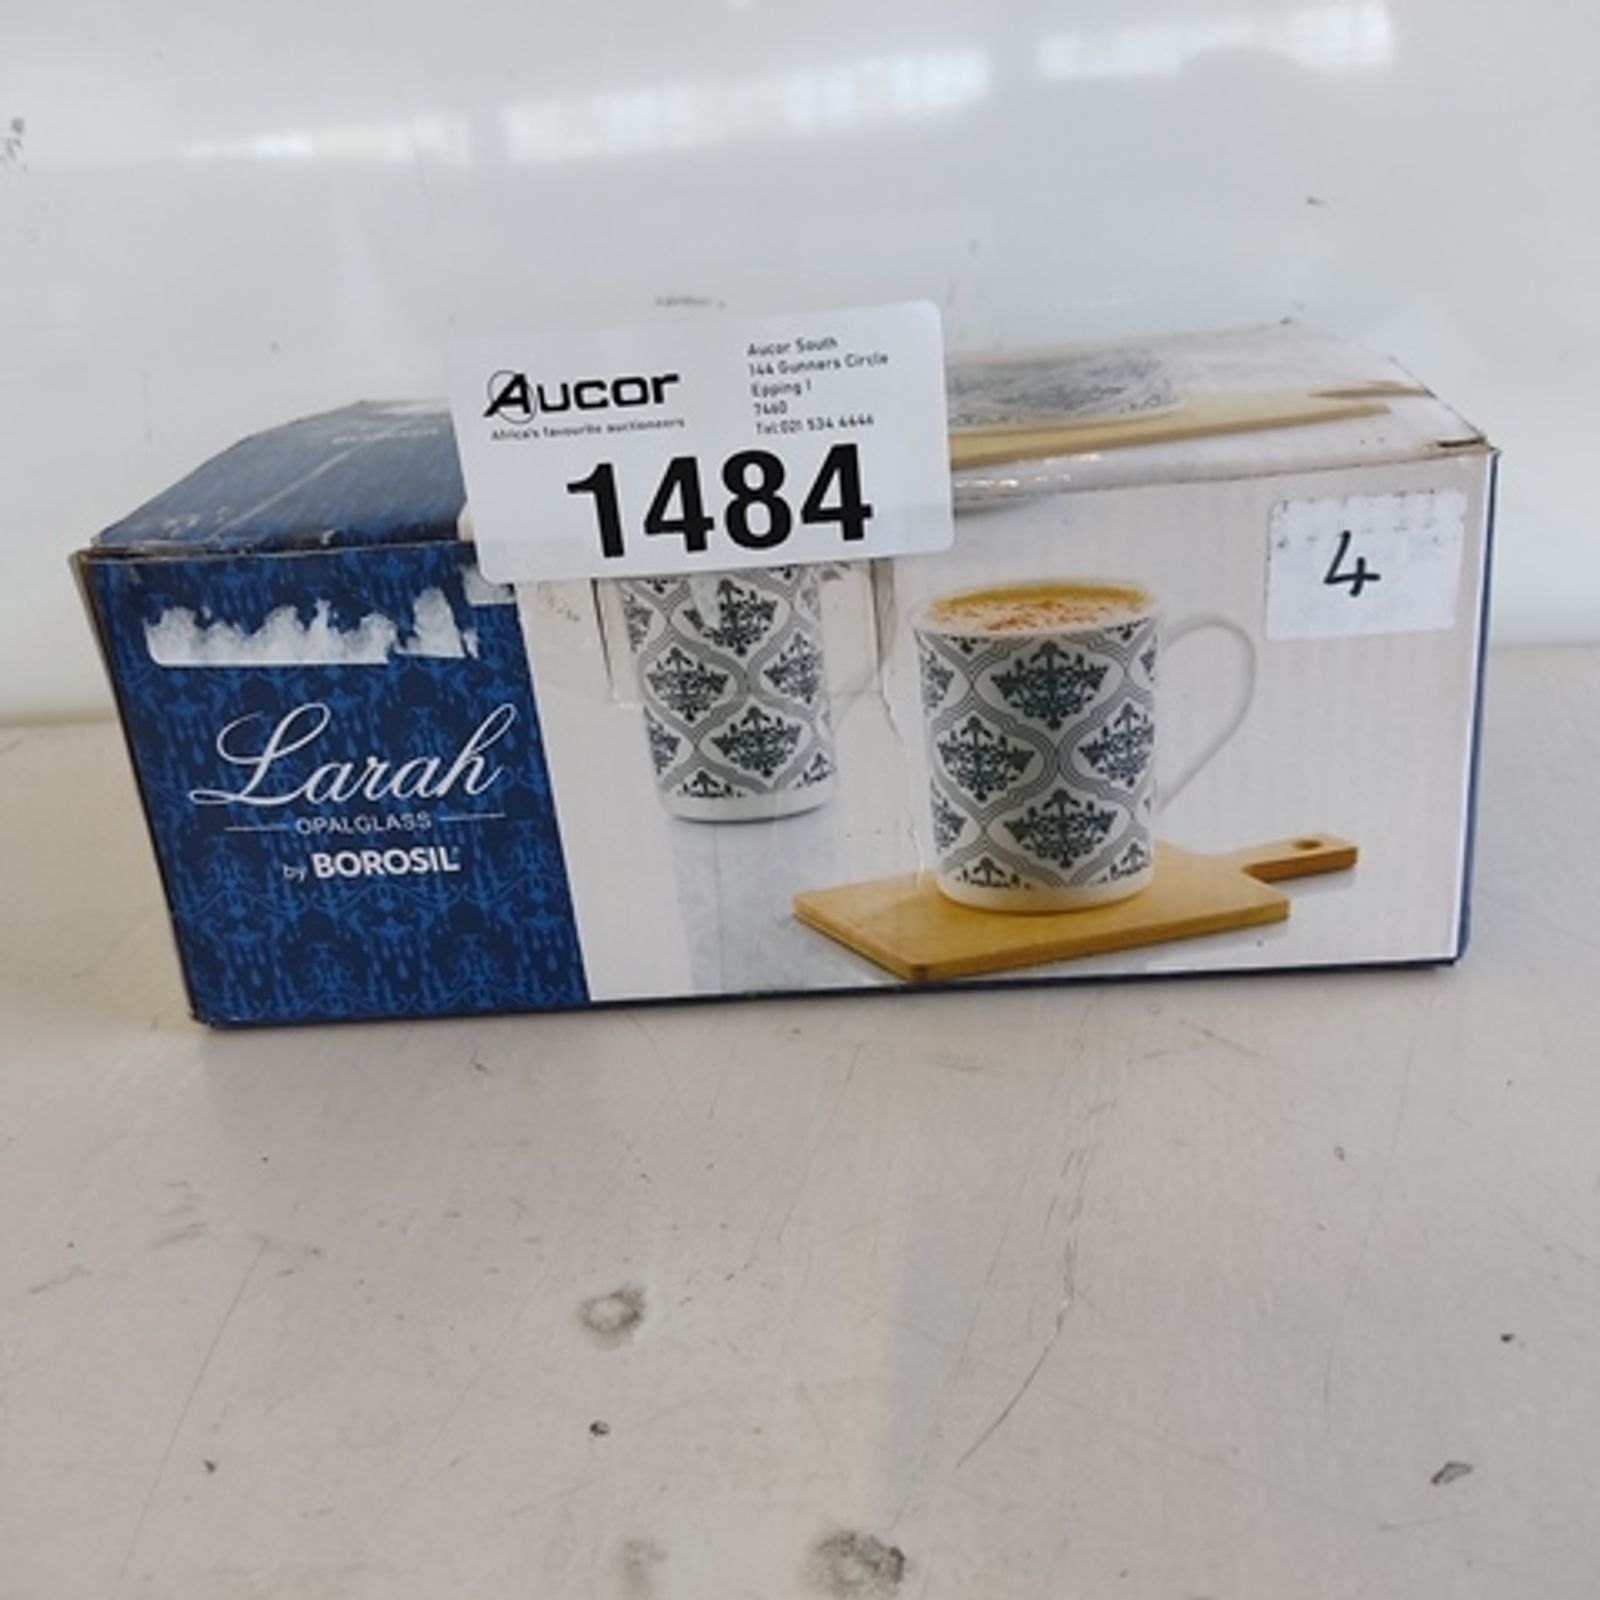 Aucor
Africa's favourite auctioneers
Aucor South
144 Gunners Circle
Epping 1
7460
Tel:021 534 4446
1484
4
Larah
OPALGLASS
by BOROSIL